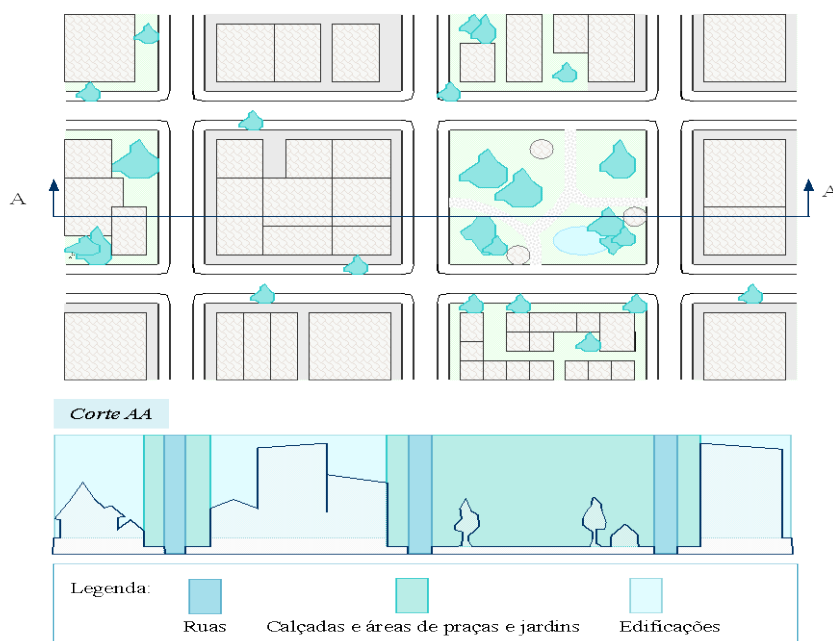 A
A
Corte AA
Legenda:
Ruas
Calçadas e áreas de praças e jardins
Edificações